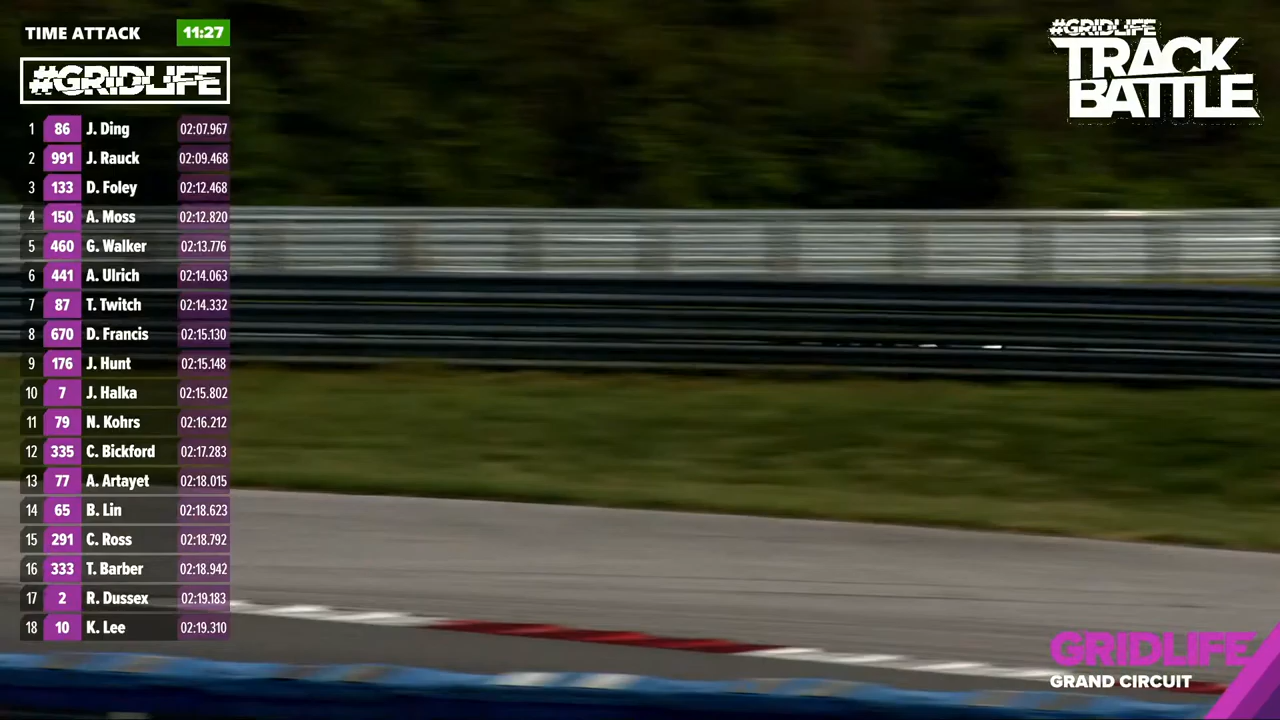 TIME ATTACK 11:27
#GRIDLIFE
1 86 J. Ding 02:07.967
2 991 J. Rauck 02:09.468
3 133 D. Foley 02:12.468
4 150 A. Moss 02:12.820
5 460 G. Walker 02:13.776
6 441 A. Ulrich 02:14.063
7 87 T. Twitch 02:14.332
8 670 D. Francis 02:15.130
9 176 J. Hunt 02:15.148
10 7 J. Halka 02:15.802
11 79 N. Kohrs 02:16.212
12 335 C. Bickford 02:17.283
13 77 A. Artayet 02:18.015
14 65 B. Lin 02:18.623
15 291 C. Ross 02:18.792
16 333 T. Barber 02:18.942
17 2 R. Dussex 02:19.183
18 10 K. Lee 02:19.310
#GRIDLIFE
TRACK
BATTLE
GRIDLIFE
GRAND CIRCUIT